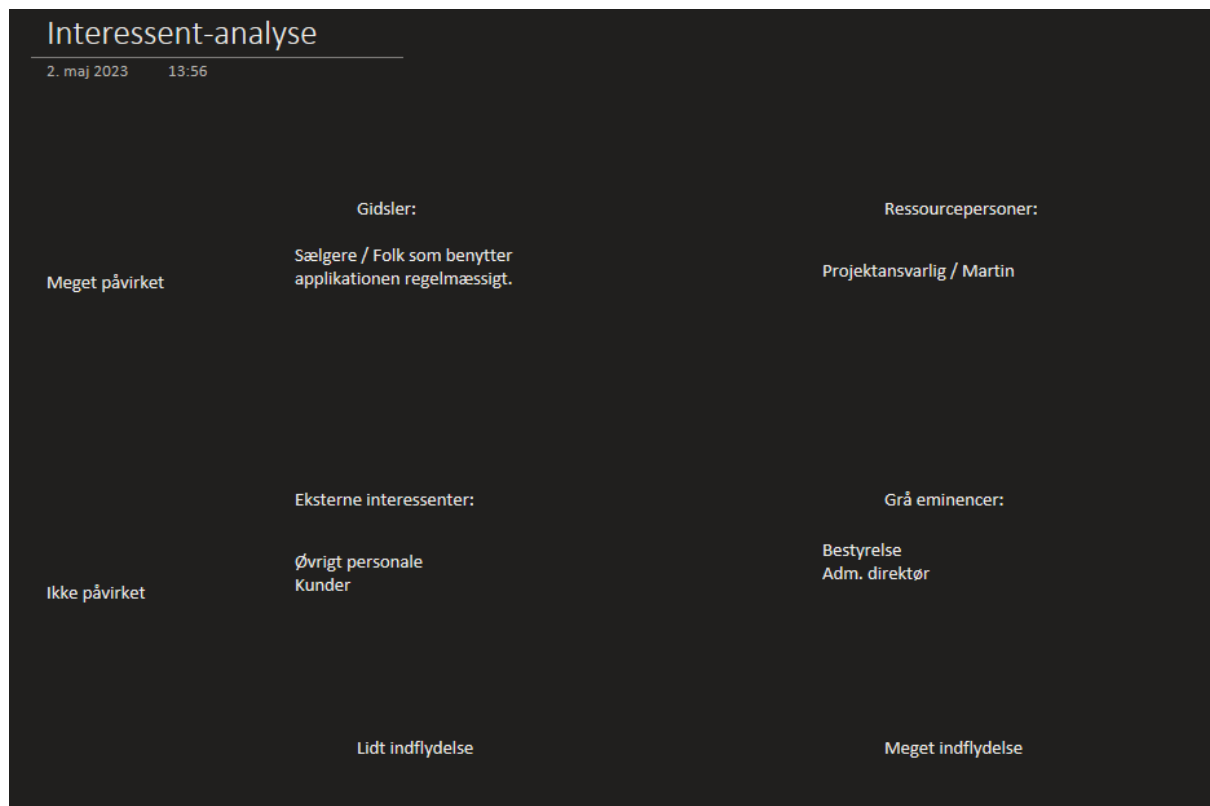 Interessent-analyse
2. maj 2023 13:56
Gidsler:
Ressourcepersoner:
Meget påvirket
Sælgere / Folk som benytter
applikationen regelmæssigt.
Projektansvarlig / Martin
Eksterne interessenter:
Grå eminencer:
Ikke påvirket
Øvrigt personale
Kunder
Bestyrelse
Adm. direktør
Lidt indflydelse
Meget indflydelse